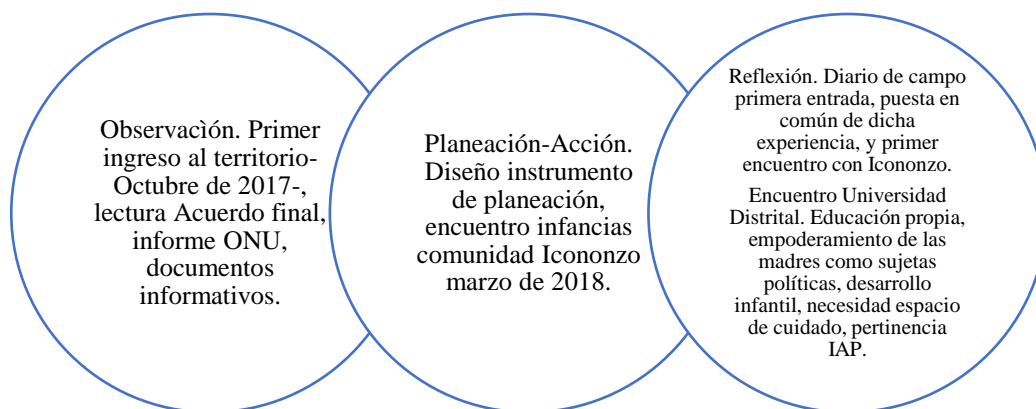 Observaciòn. Primer
ingreso al territorio-
Octubre de 2017-,
lectura Acuerdo final,
informe ONU,
documentos
informativos.
Planeación-Acción.
Diseño instrumento
de planeación,
encuentro infancias
comunidad Icononzo
marzo de 2018.
Reflexión. Diario de campo
primera entrada, puesta en
común de dicha
experiencia, y primer
encuentro con Icononzo.
Encuentro Universidad
Distrital. Educación propia,
empoderamiento de las
madres como sujetas
políticas, desarrollo
infantil, necesidad espacio
de cuidado, pertinencia
IAP.